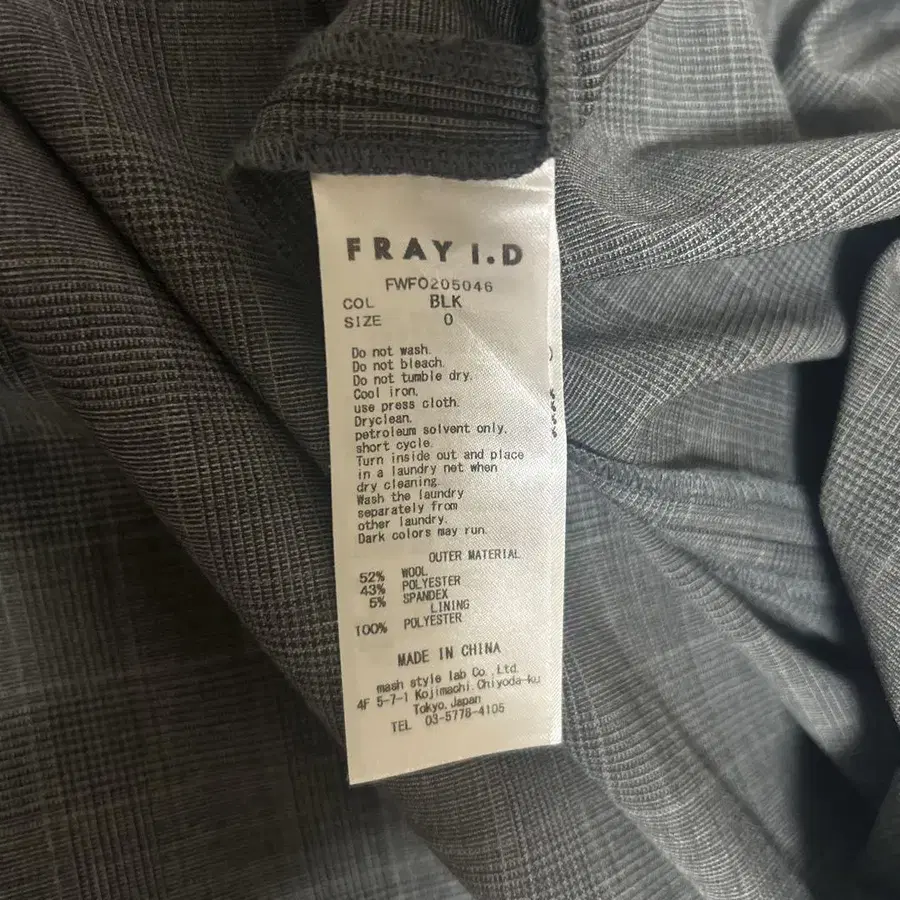 FRAY I.D
FWFO205046
COL BLK
SIZE 0
Do not wash.
Do not bleach.
Do not tumble dry.
Cool iron,
use press cloth.
Dryclean,
petroleum solvent only,
short cycle.
Turn inside out and place
in a laundry net when
dry cleaning.
Wash the laundry
separately from
other laundry.
Dark colors may run.
OUTER MATERIAL
52% WOOL
43% POLYESTER
5% SPANDEX
LINING
100% POLYESTER
MADE IN CHINA
mash style lab Co.,Ltd.
4F 5-7-1 Kojimachi,Chiyoda-ku
Tokyo,Japan
TEL 03-5778-4105